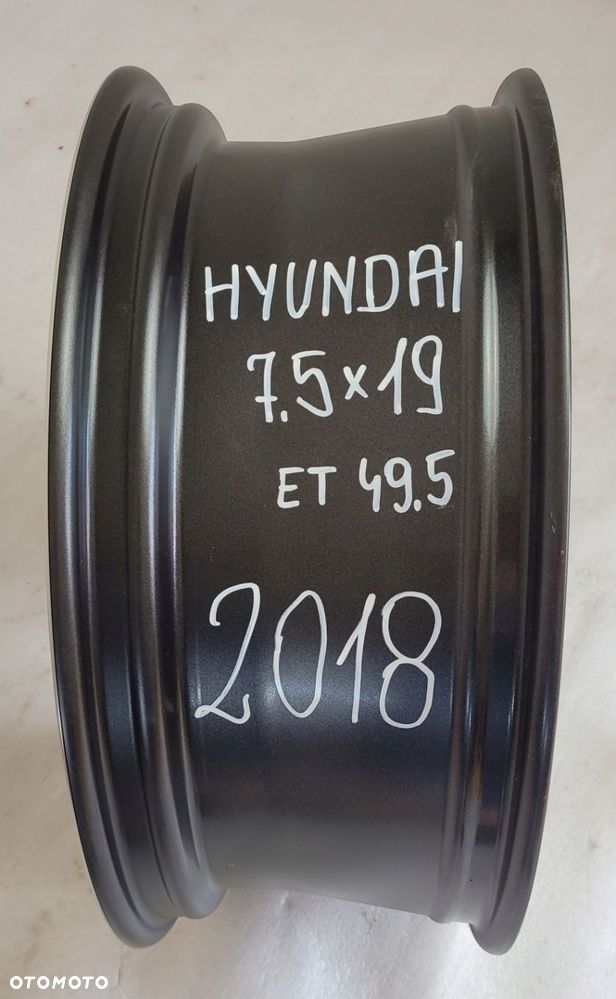 HYUNDAI
7.5x19
ET 49.5
2018
OTOMOTO